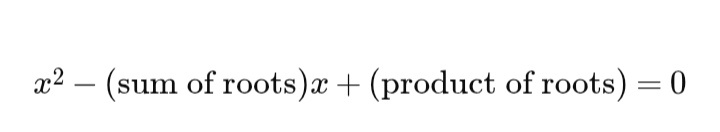 x² − (sum of roots)x + (product of roots) = 0